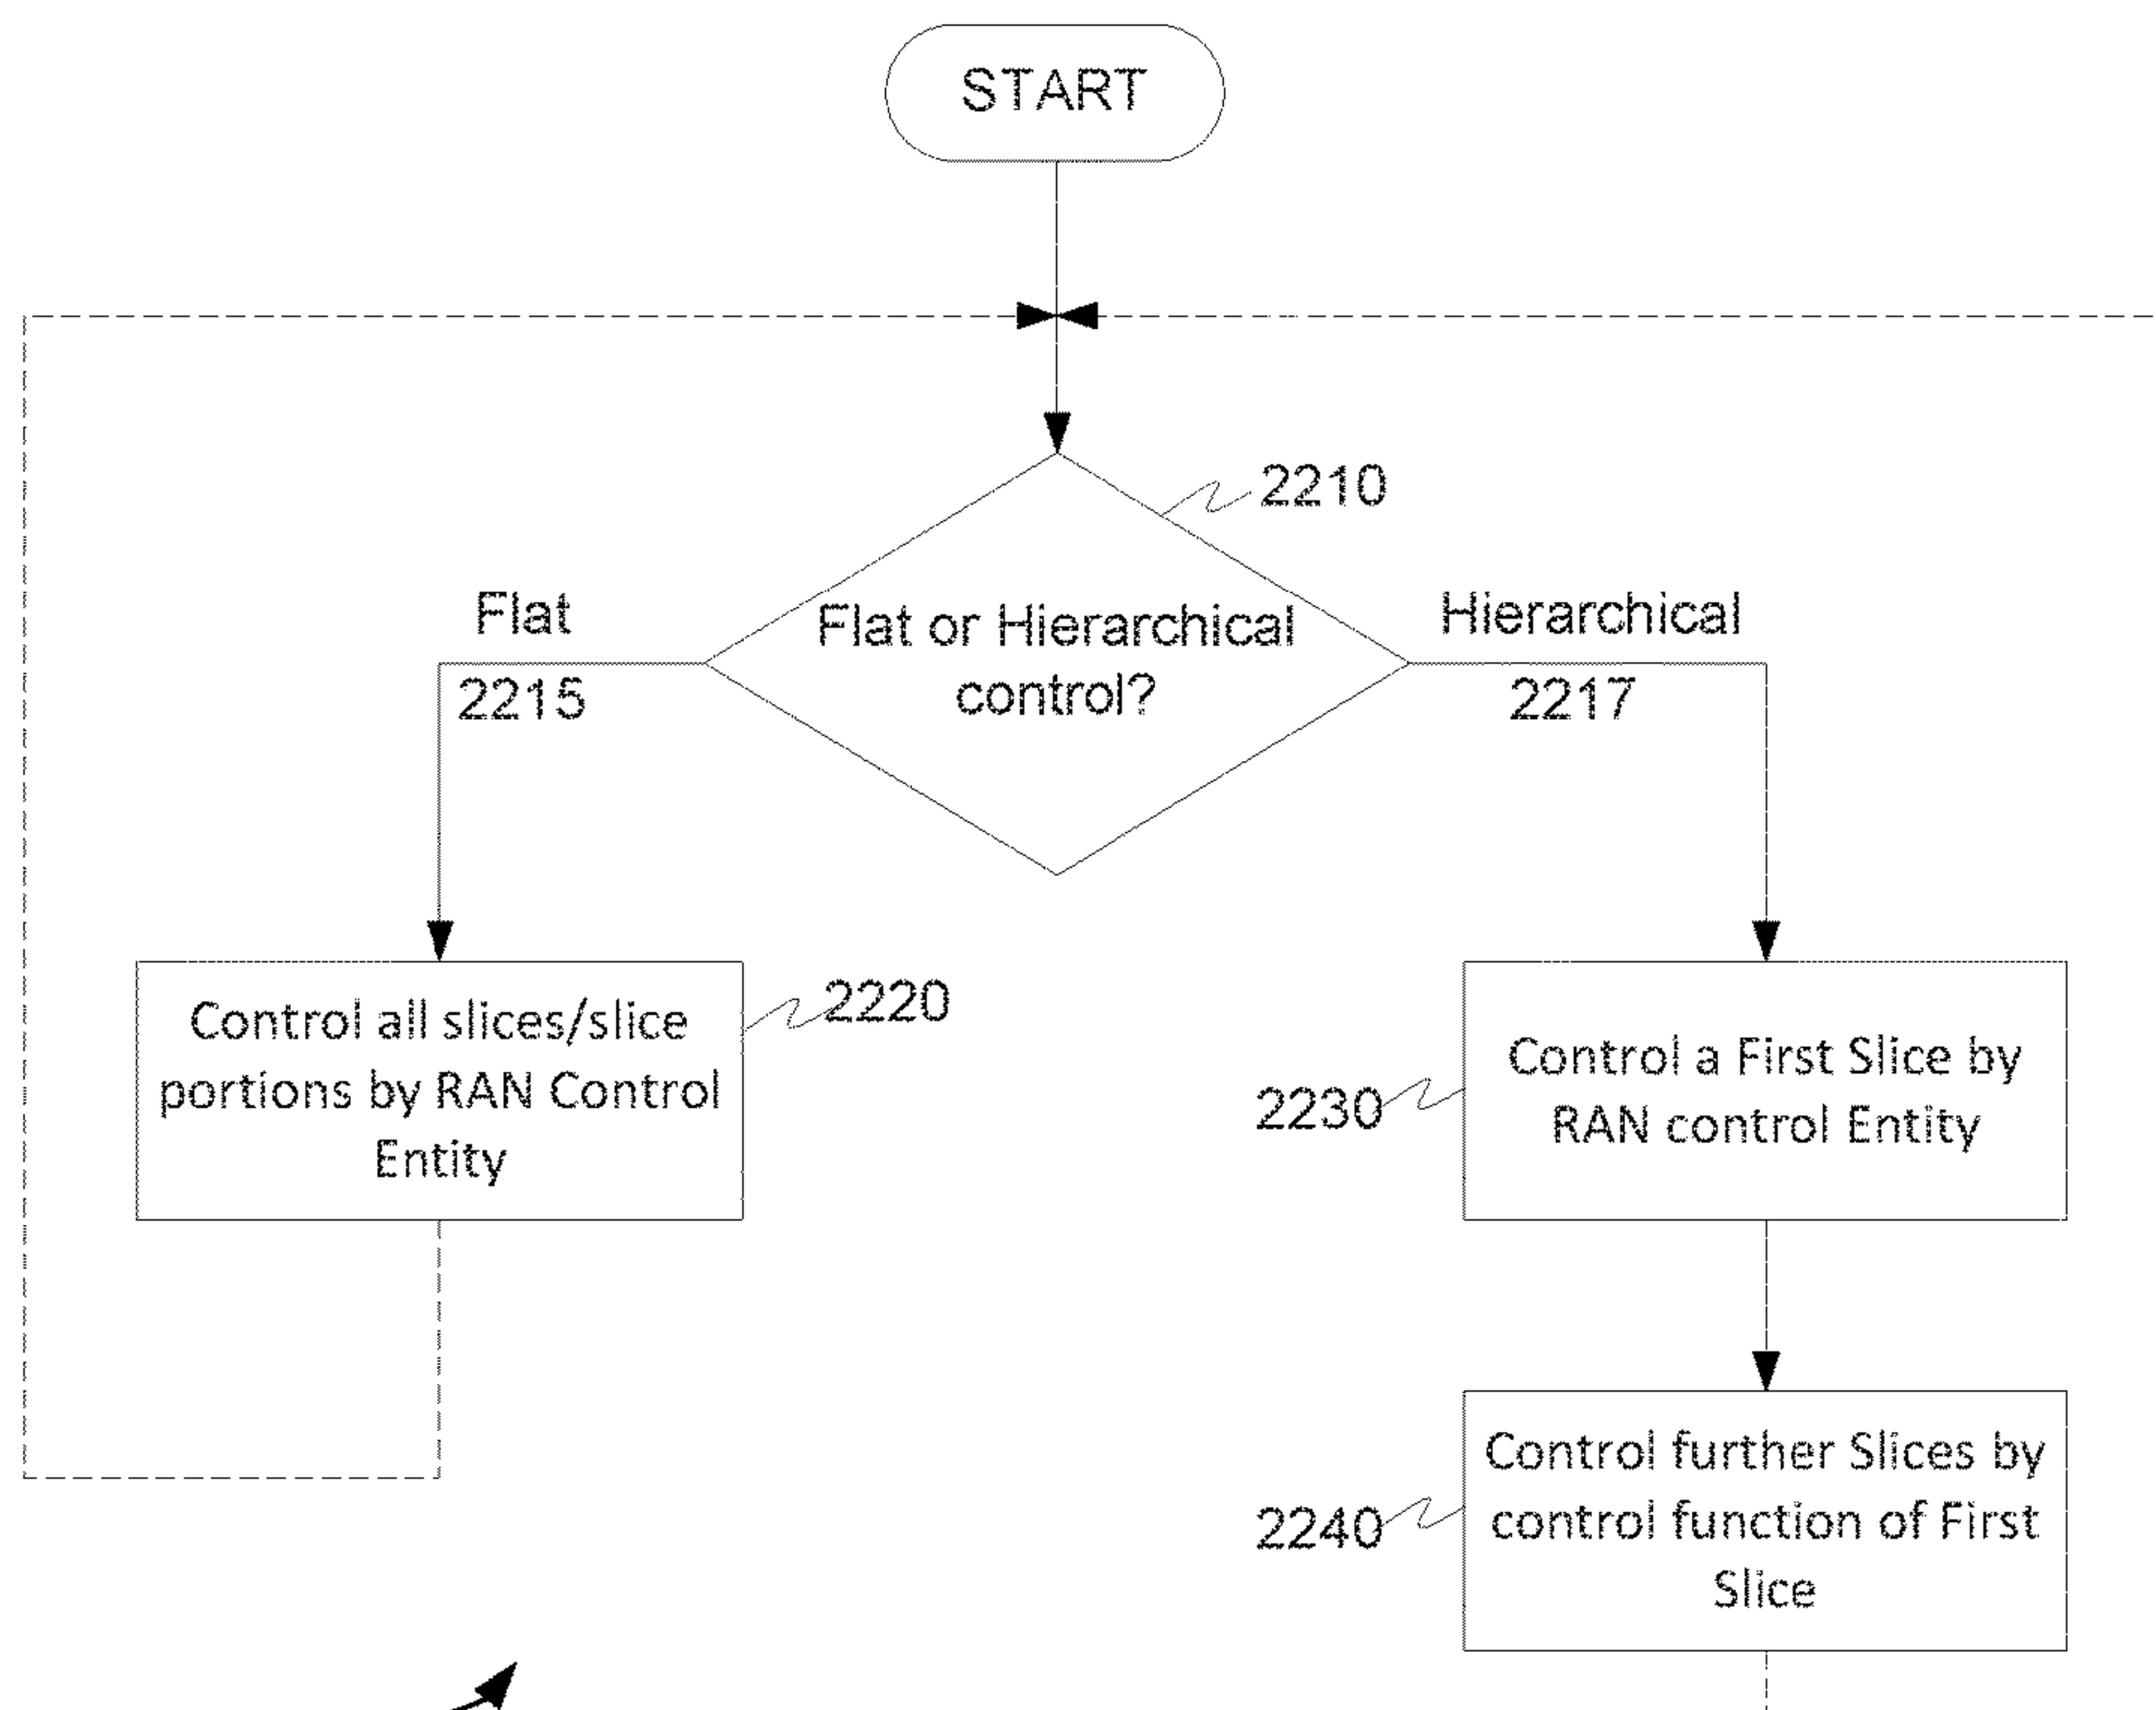 START
2210
Flat
Flat or Hierarchical
control?
Hierarchical
2215
2217
Control all slices/slice
portions by RAN Control
Entity
2220
Control a First Slice by
RAN control Entity
2230
Control further Slices by
control function of First
Slice
2240